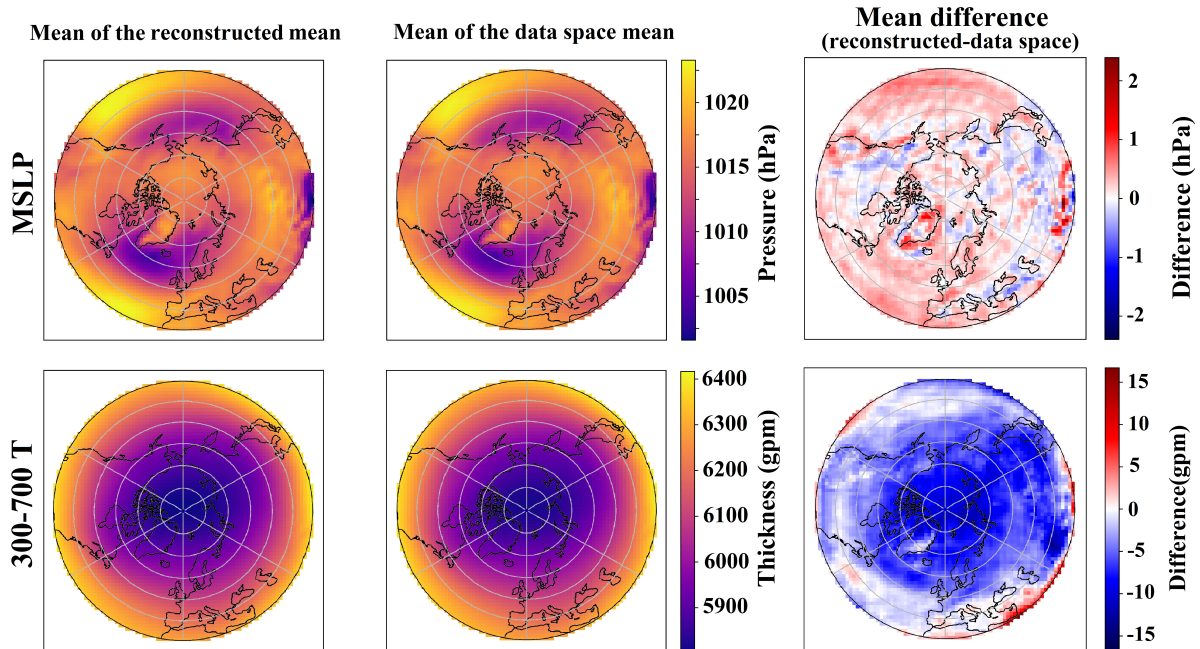 Mean of the reconstructed mean
Mean of the data space mean
Mean difference
(reconstructed-data space)
MSLP
1020
1015
1010
1005
Pressure (hPa)
2
1
0
-1
-2
Difference (hPa)
300-700 T
6400
6300
6200
6100
6000
5900
Thickness (gpm)
15
10
5
0
-5
-10
-15
Difference(gpm)